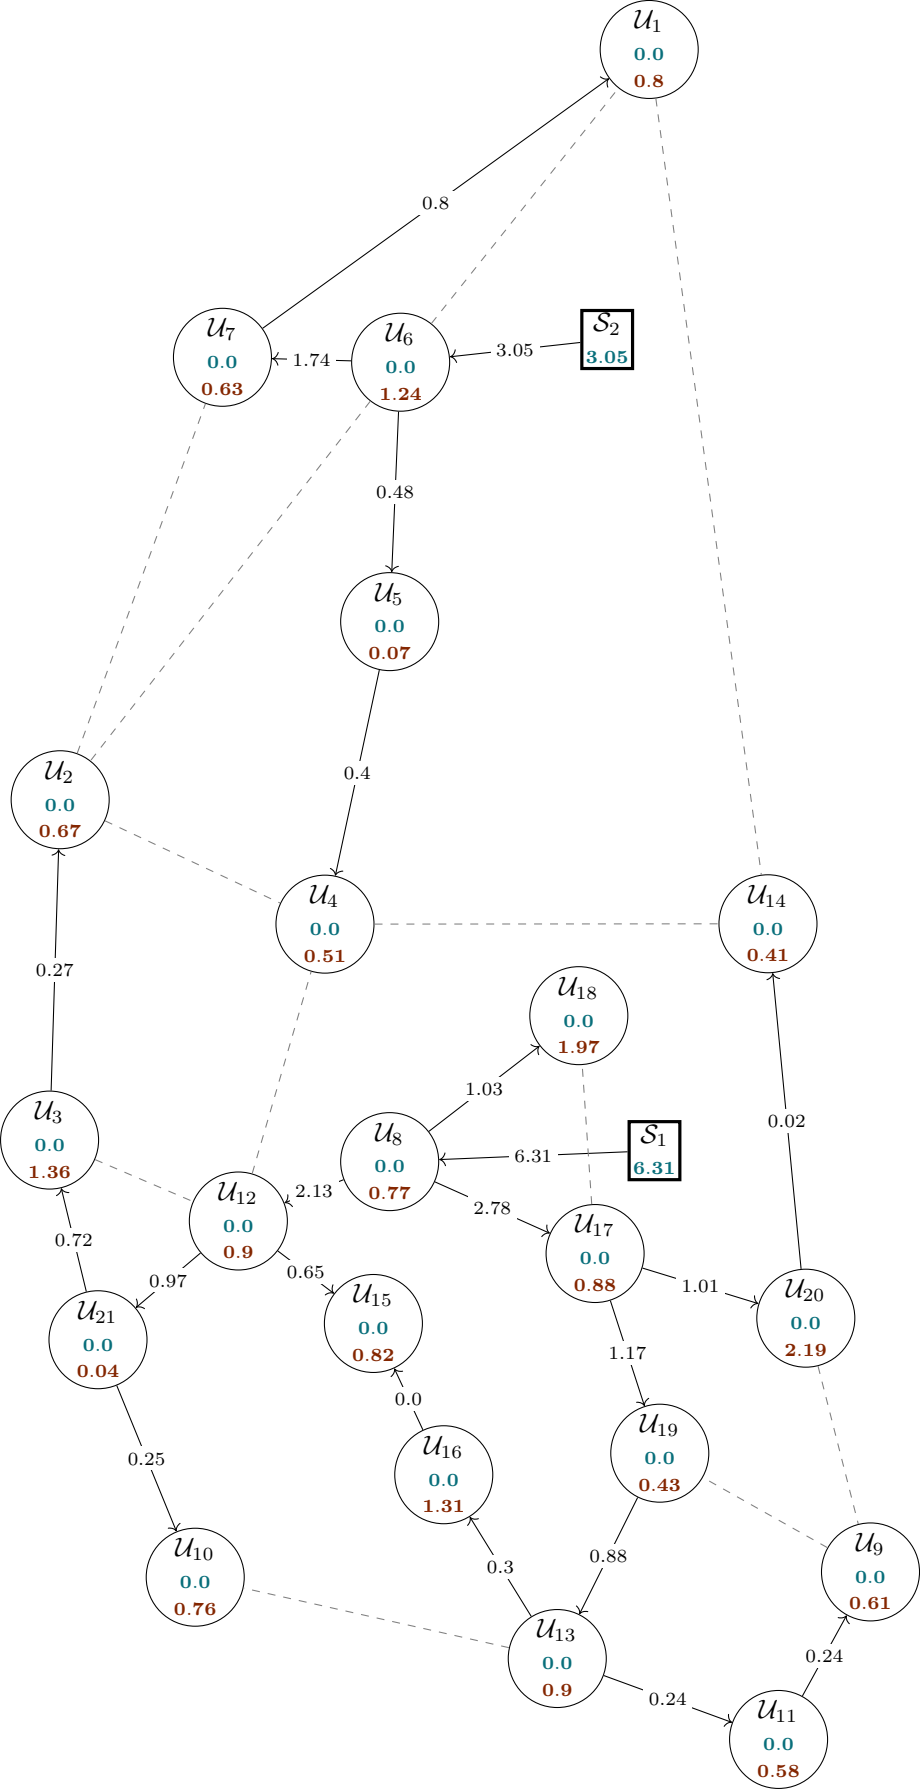 𝒰₁
0.0
0.8
0.8
𝒰₇
0.0
0.63
1.74
𝒰₆
0.0
1.24
3.05
𝒮₂
3.05
0.48
𝒰₅
0.0
0.07
0.4
𝒰₂
0.0
0.67
𝒰₄
0.0
0.51
𝒰₁₄
0.0
0.41
0.27
𝒰₁₈
0.0
1.97
1.03
0.02
𝒰₃
0.0
1.36
𝒰₈
0.0
0.77
6.31
𝒮₁
6.31
2.13
2.78
𝒰₁₂
0.0
0.9
𝒰₁₇
0.0
0.88
0.72
0.97
0.65
1.01
𝒰₂₁
0.0
0.04
𝒰₁₅
0.0
0.82
𝒰₂₀
0.0
2.19
1.17
0.0
0.25
𝒰₁₆
0.0
1.31
𝒰₁₉
0.0
0.43
0.3
0.88
𝒰₁₀
0.0
0.76
𝒰₉
0.0
0.61
𝒰₁₃
0.0
0.9
0.24
0.24
𝒰₁₁
0.0
0.58